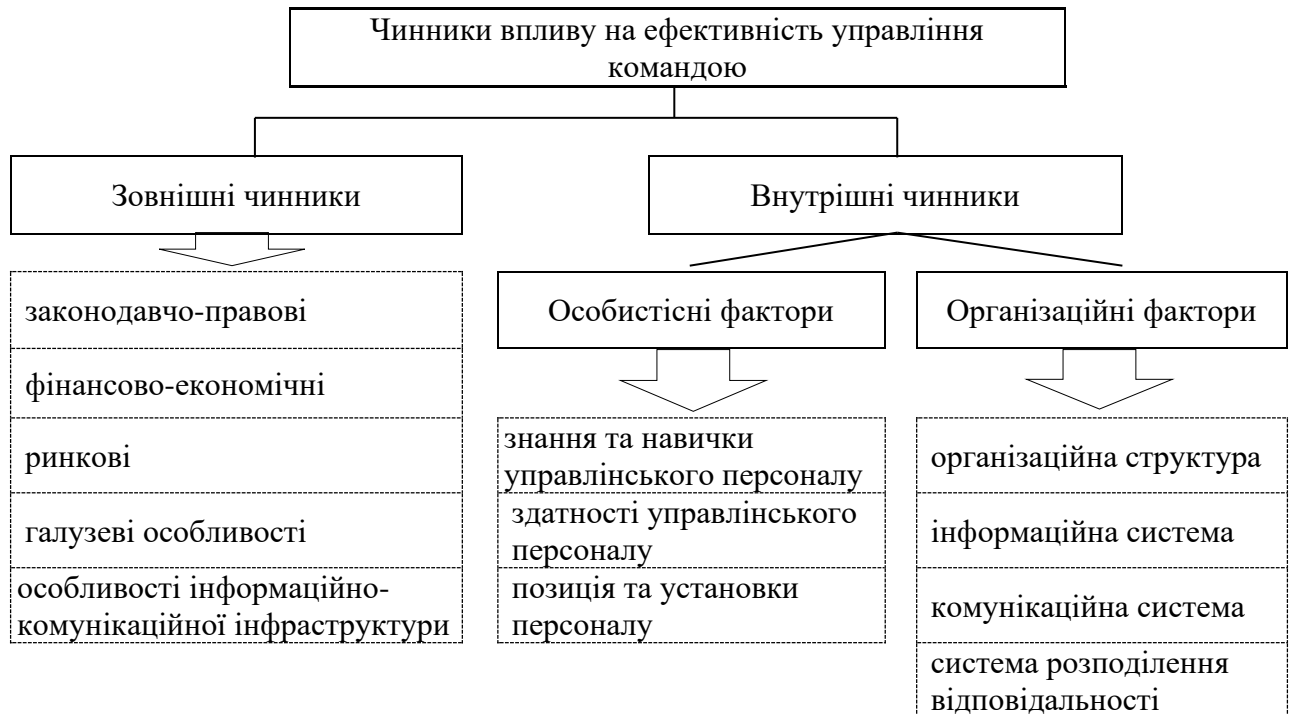 Чинники впливу на ефективність управління
командою
Зовнішні чинники
Внутрішні чинники
законодавчо-правові
фінансово-економічні
ринкові
галузеві особливості
особливості інформаційно-
комунікаційної інфраструктури
Особистісні фактори
знання та навички
управлінського персоналу
здатності управлінського
персоналу
позиція та установки
персоналу
Організаційні фактори
організаційна структура
інформаційна система
комунікаційна система
система розподілення
відповідальності